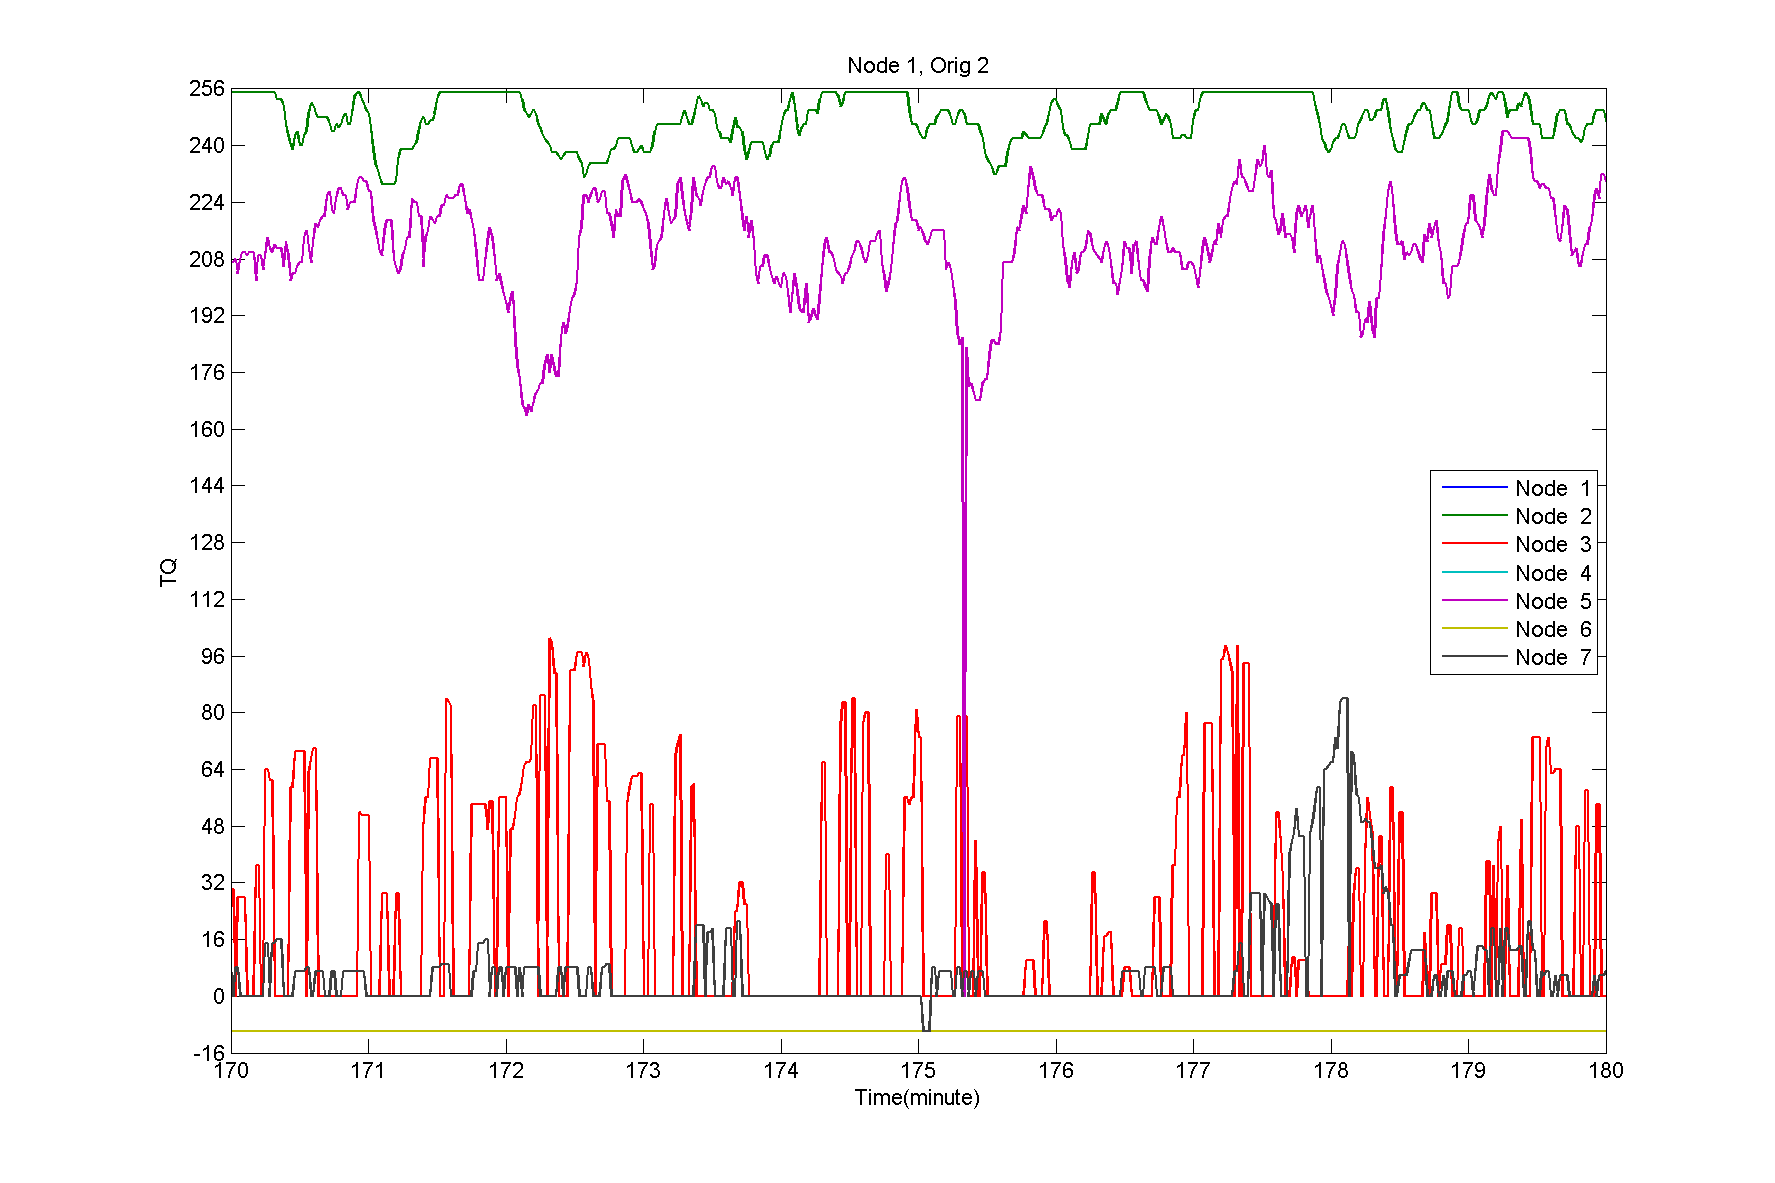 Node 1, Orig 2
256
240
224
208
192
176
160
144
128
112
96
80
64
48
32
16
0
-16
TQ
170 171 172 173 174 175 176 177 178 179 180
Time(minute)
Node 1
Node 2
Node 3
Node 4
Node 5
Node 6
Node 7